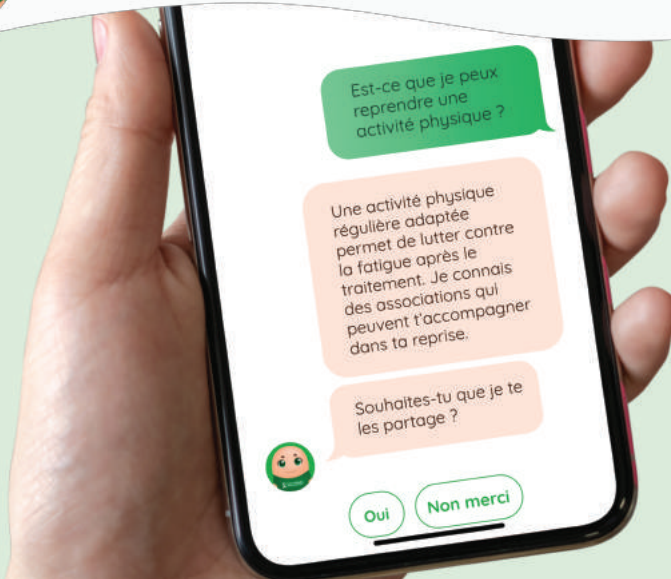 Est-ce que je peux
reprendre une
activité physique ?
Une activité physique
régulière adaptée
permet de lutter contre
la fatigue après le
traitement. Je connais
des associations qui
peuvent t'accompagner
dans ta reprise.
Souhaites-tu que je te
les partage ?
Oui
Non merci